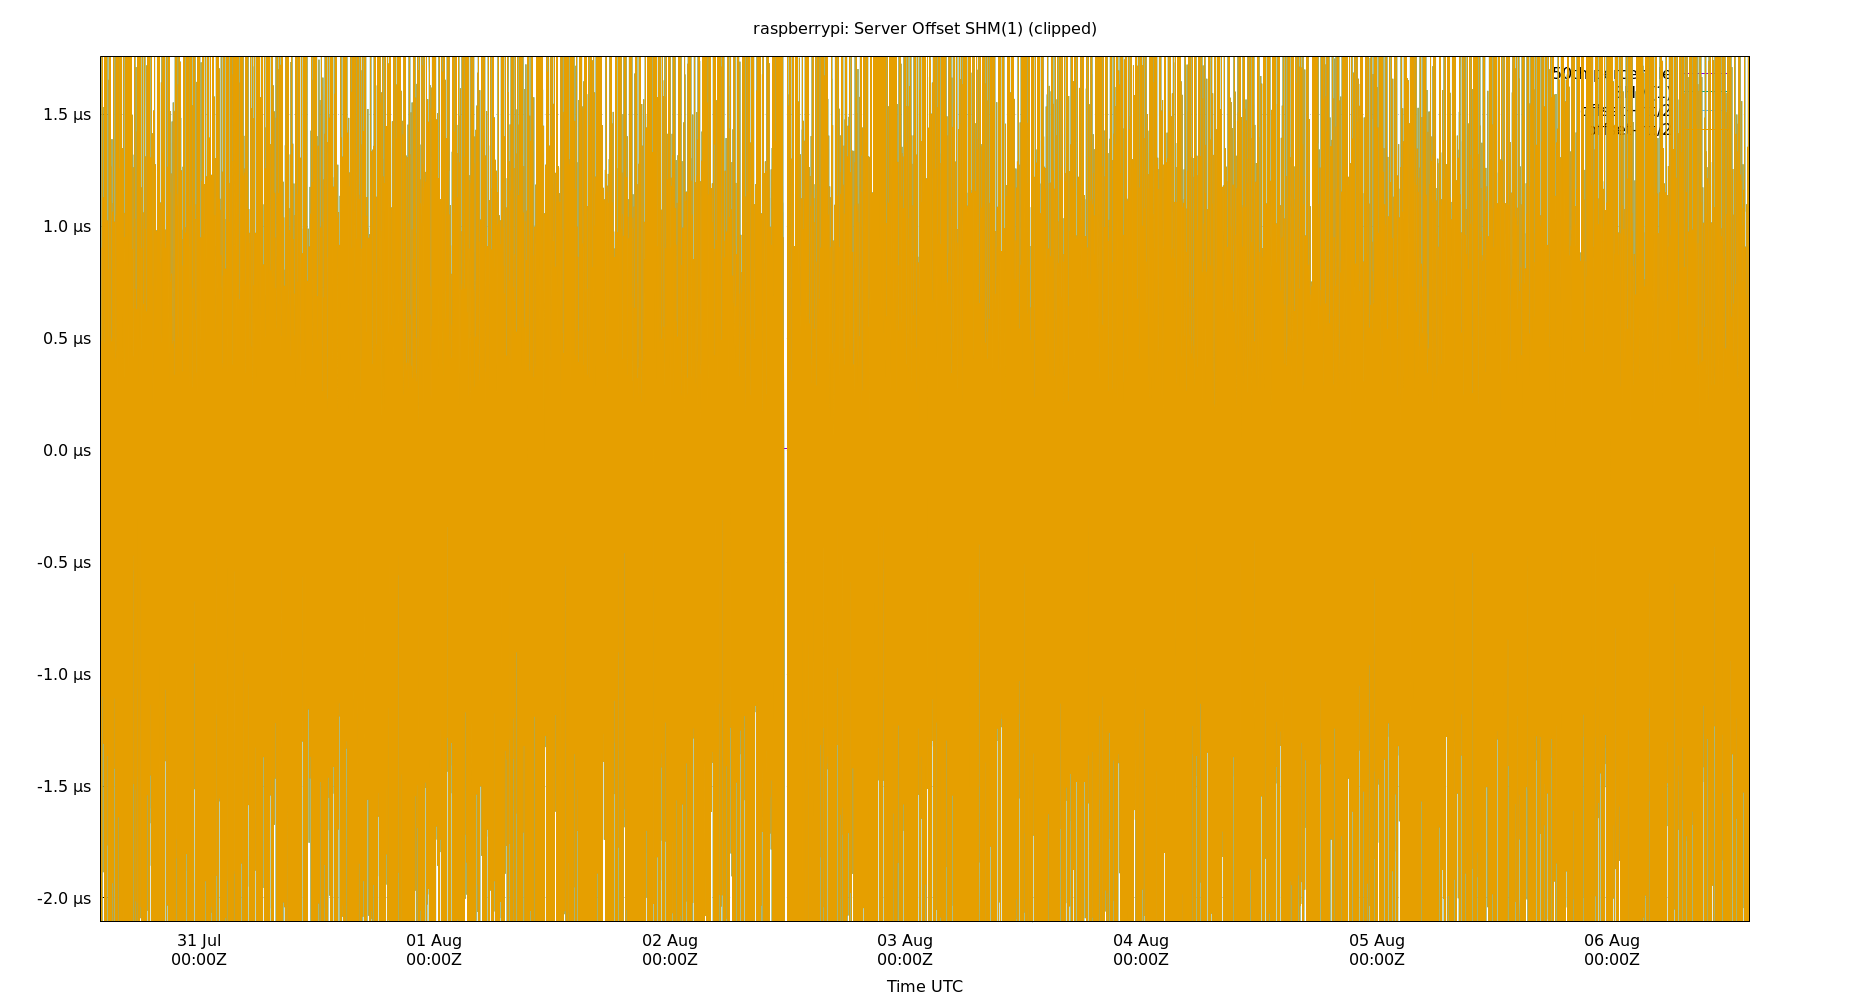 raspberrypi: Server Offset SHM(1) (clipped)
1.5 µs
1.0 µs
0.5 µs
0.0 µs
-0.5 µs
-1.0 µs
-1.5 µs
-2.0 µs
31 Jul 01 Aug 02 Aug 03 Aug 04 Aug 05 Aug 06 Aug
00:00Z 00:00Z 00:00Z 00:00Z 00:00Z 00:00Z 00:00Z
Time UTC